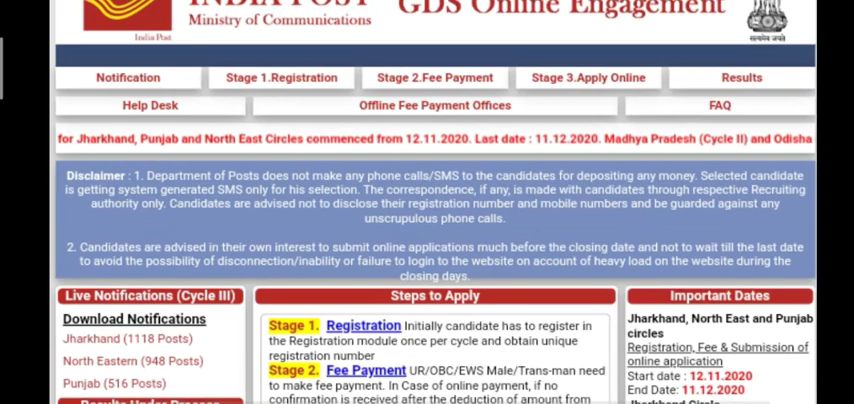 INDIA POST
GDS Online Engagement
Ministry of Communications
India Post
सत्यमेव जयते
Notification
Stage 1.Registration
Stage 2.Fee Payment
Stage 3.Apply Online
Results
Help Desk
Offline Fee Payment Offices
FAQ
for Jharkhand, Punjab and North East Circles commenced from 12.11.2020. Last date : 11.12.2020. Madhya Pradesh (Cycle II) and Odisha
Disclaimer : 1. Department of Posts does not make any phone calls/SMS to the candidates for depositing any money. Selected candidate
is getting system generated SMS only for his selection. The correspondence, if any, is made with candidates through respective Recruiting
authority only. Candidates are advised not to disclose their registration number and mobile numbers and be guarded against any
unscrupulous phone calls.
2. Candidates are advised in their own interest to submit online applications much before the closing date and not to wait till the last date
to avoid the possibility of disconnection/inability or failure to login to the website on account of heavy load on the website during the
closing days.
Live Notifications (Cycle III)
Download Notifications
Jharkhand (1118 Posts)
North Eastern (948 Posts)
Punjab (516 Posts)
Results Under Process
Steps to Apply
Stage 1. Registration Initially candidate has to register in
the Registration module once per cycle and obtain unique
registration number
Stage 2. Fee Payment UR/OBC/EWS Male/Trans-man need
to make fee payment. In Case of online payment, if no
confirmation is received after the deduction of amount from
Important Dates
Jharkhand, North East and Punjab
circles
Registration, Fee & Submission of
online application
Start date : 12.11.2020
End Date: 11.12.2020
Jharkhand Circle